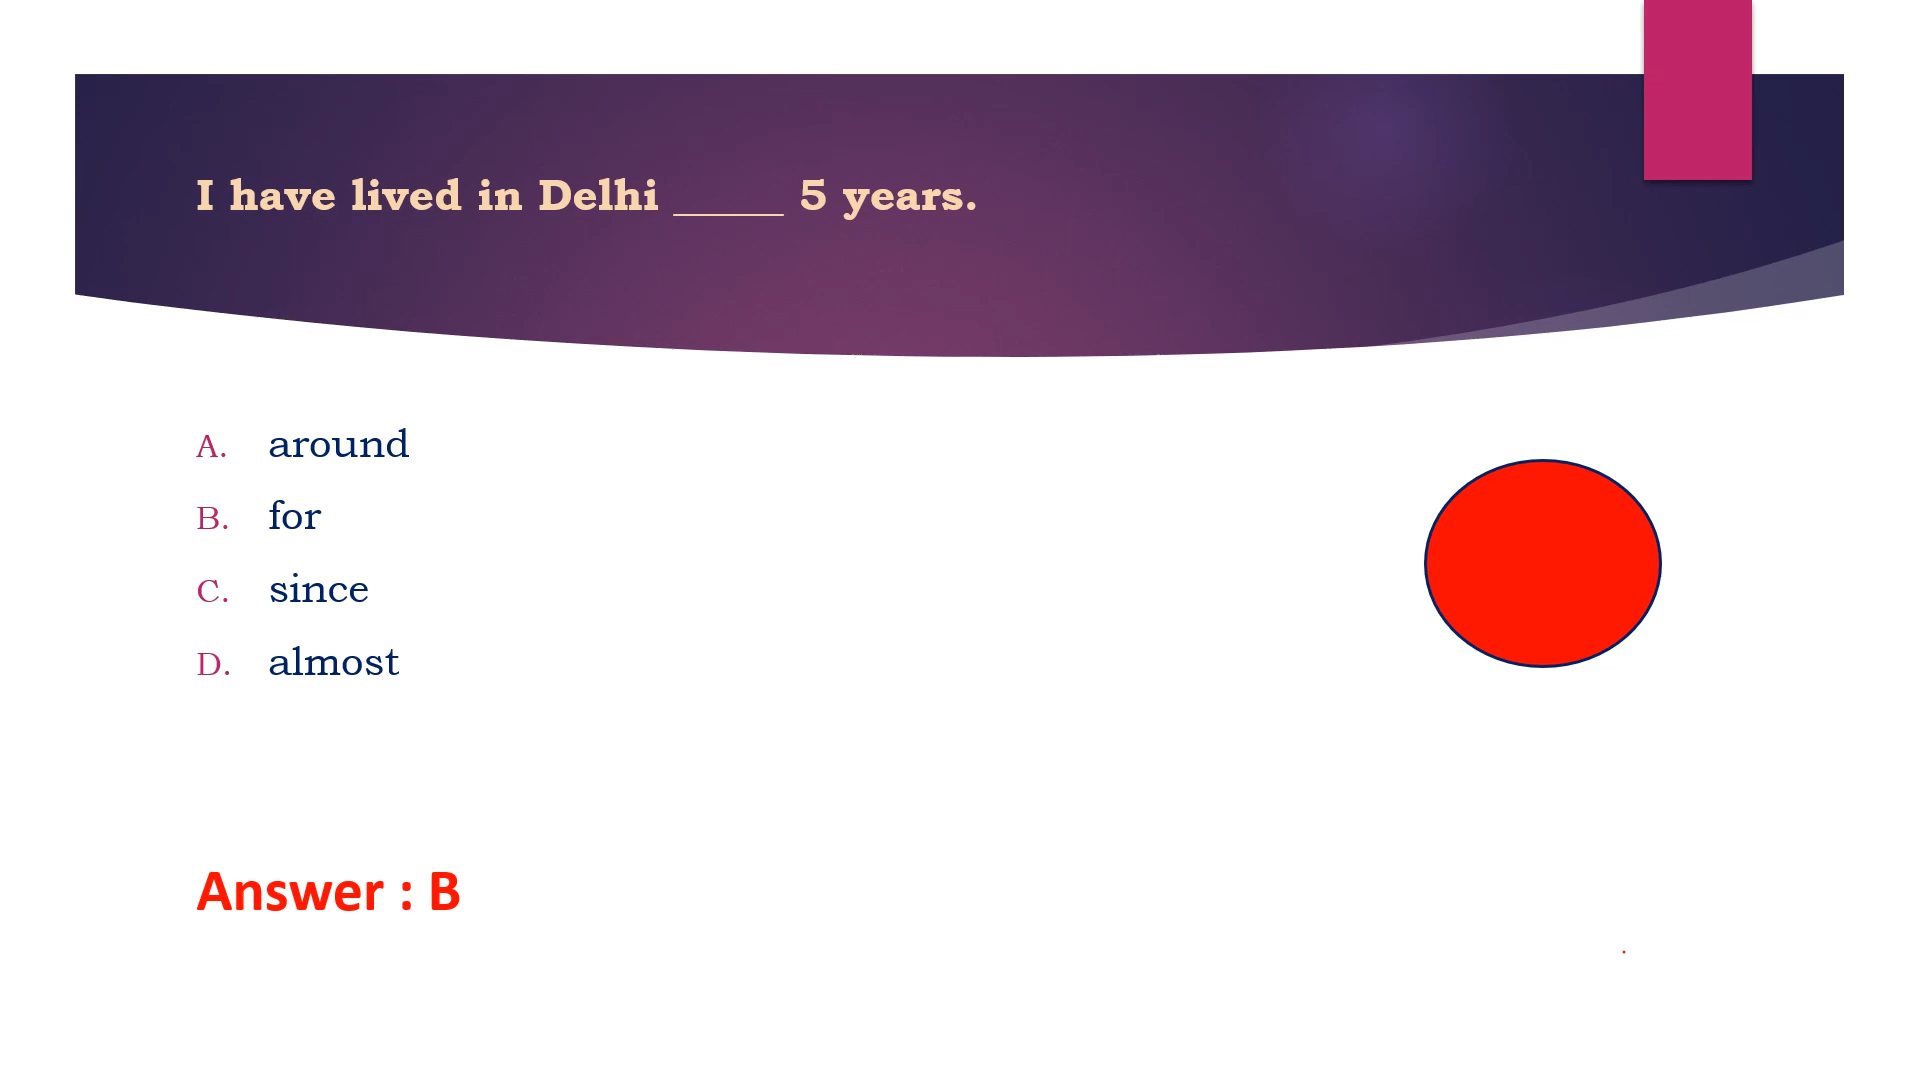 I have lived in Delhi _____ 5 years.
A. around
B. for
C. since
D. almost
Answer : B
.